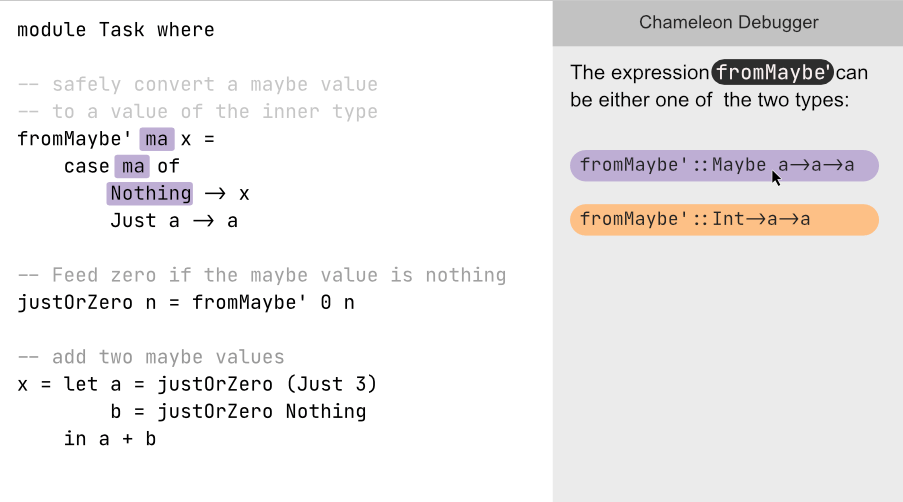 module Task where
-- safely convert a maybe value
-- to a value of the inner type
fromMaybe' ma x =
    case ma of
        Nothing -> x
        Just a -> a
-- Feed zero if the maybe value is nothing
justOrZero n = fromMaybe' 0 n
-- add two maybe values
x = let a = justOrZero (Just 3)
        b = justOrZero Nothing
    in a + b
Chameleon Debugger
The expression fromMaybe' can
be either one of the two types:
fromMaybe'::Maybe a->a->a
fromMaybe'::Int->a->a